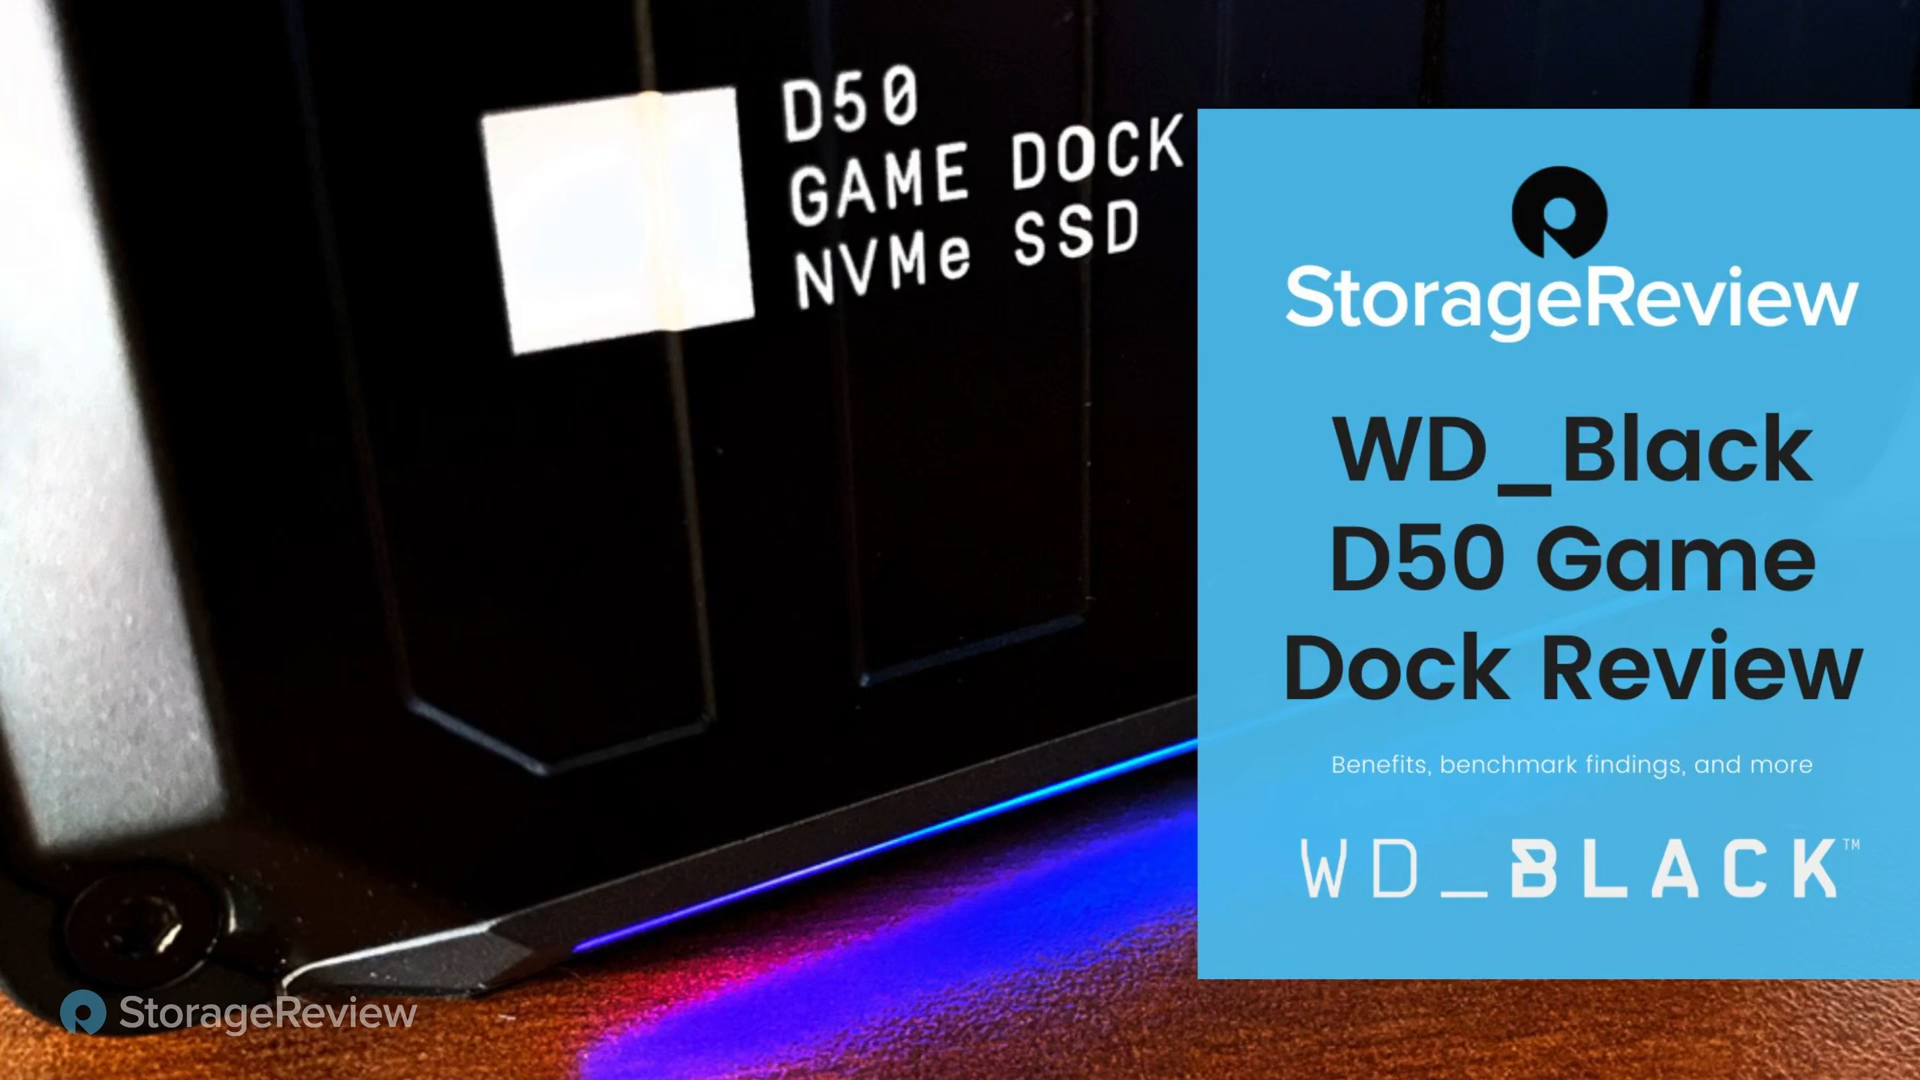 D50
GAME DOCK
NVMe SSD
StorageReview
WD_Black
D50 Game
Dock Review
Benefits, benchmark findings, and more
WD_BLACK™
StorageReview